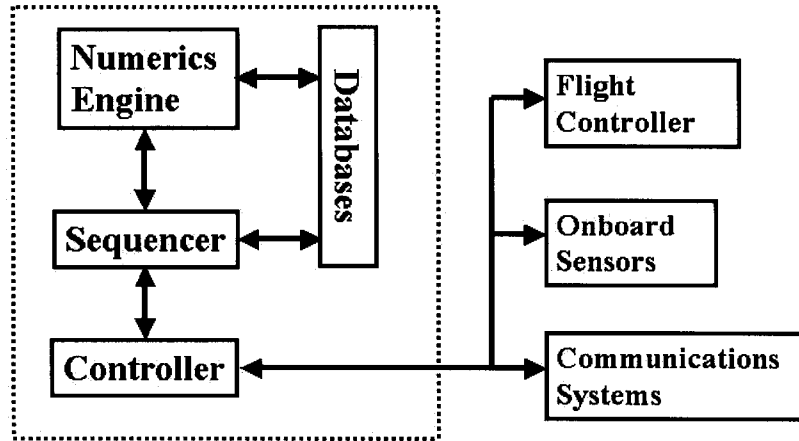 Numerics
Engine
Databases
Sequencer
Controller
Flight
Controller
Onboard
Sensors
Communications
Systems